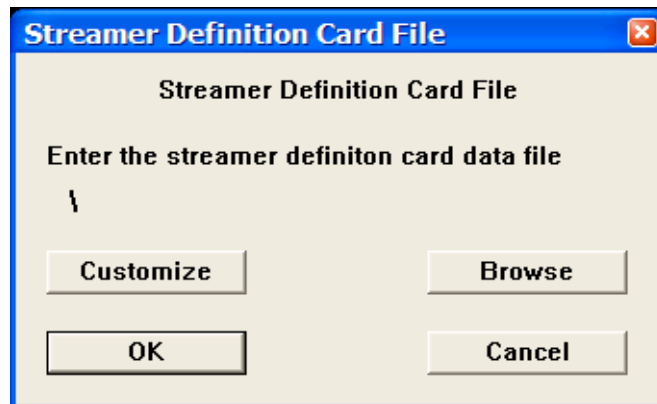 Streamer Definition Card File
Streamer Definition Card File
Enter the streamer definiton card data file
\
Customize Browse
OK Cancel